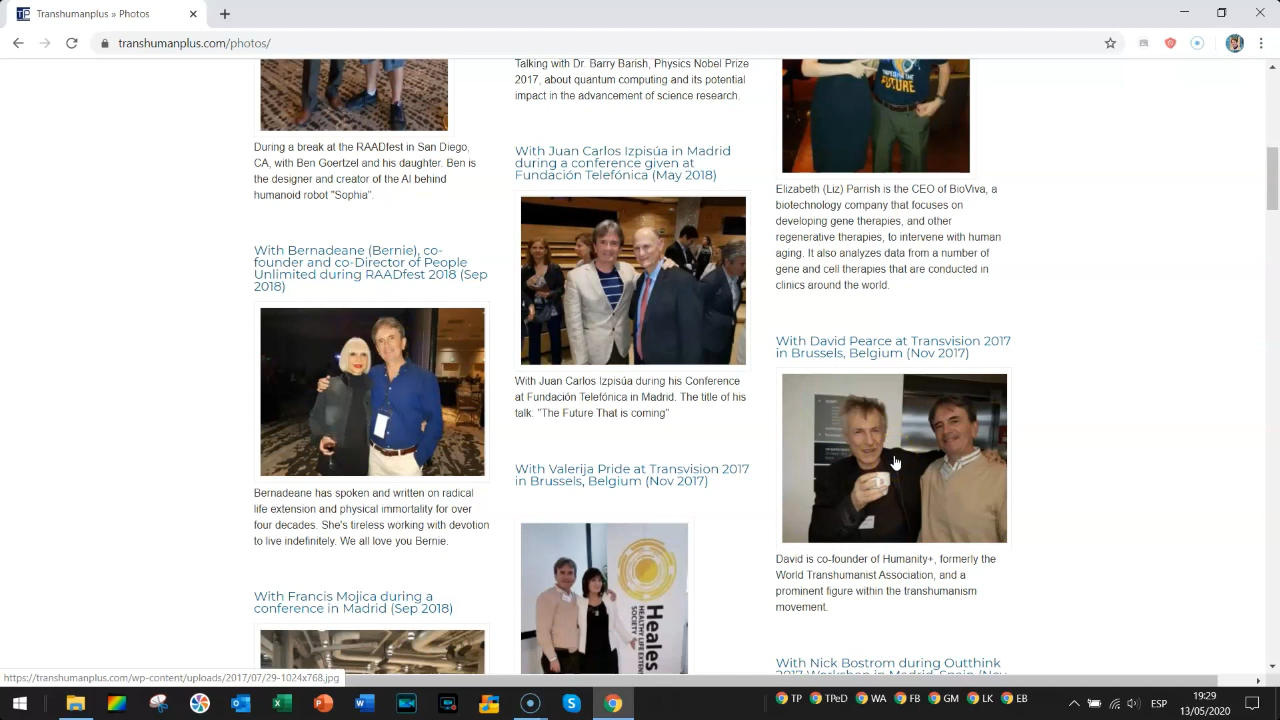 Transhumanplus » Photos
transhumanplus.com/photos/
During a break at the RAADfest in San Diego,
CA, with Ben Goertzel and his daughter. Ben is
the designer and creator of the AI behind
humanoid robot "Sophia".
With Bernadeane (Bernie), co-
founder and co-Director of People
Unlimited during RAADfest 2018 (Sep
2018)
Bernadeane has spoken and written on radical
life extension and physical immortality for over
four decades. She's tireless working with devotion
to live indefinitely. We all love you Bernie.
With Francis Mojica during a
conference in Madrid (Sep 2018)
Talking with Dr. Barry Barish, Physics Nobel Prize
2017, about quantum computing and its potential
impact in the advancement of science research.
With Juan Carlos Izpisúa in Madrid
during a conference given at
Fundación Telefónica (May 2018)
With Juan Carlos Izpisúa during his Conference
at Fundación Telefónica in Madrid. The title of his
talk: "The Future That is coming"
With Valerija Pride at Transvision 2017
in Brussels, Belgium (Nov 2017)
Heales
HEALTHY LIFE EXTEN
SOCIETY
FUTURE
Elizabeth (Liz) Parrish is the CEO of BioViva, a
biotechnology company that focuses on
developing gene therapies, and other
regenerative therapies, to intervene with human
aging. It also analyzes data from a number of
gene and cell therapies that are conducted in
clinics around the world.
With David Pearce at Transvision 2017
in Brussels, Belgium (Nov 2017)
David is co-founder of Humanity+, formerly the
World Transhumanist Association, and a
prominent figure within the transhumanism
movement.
With Nick Bostrom during Outthink
2017 Workshop in Madrid, Spain (Nov
https://transhumanplus.com/wp-content/uploads/2017/07/29-1024x768.jpg
TP
TPeD
WA
FB
GM
LK
EB
ESP
19:29
13/05/2020